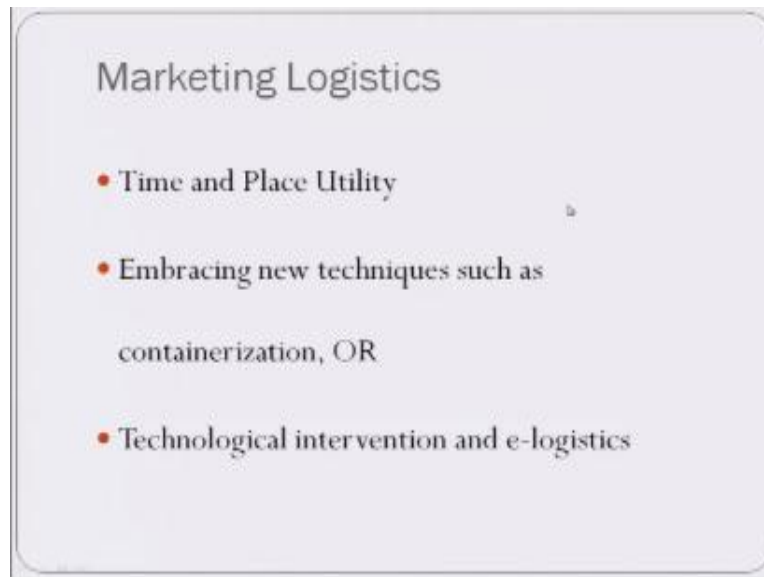 Marketing Logistics
Time and Place Utility
Embracing new techniques such as
containerization, OR
Technological intervention and e-logistics